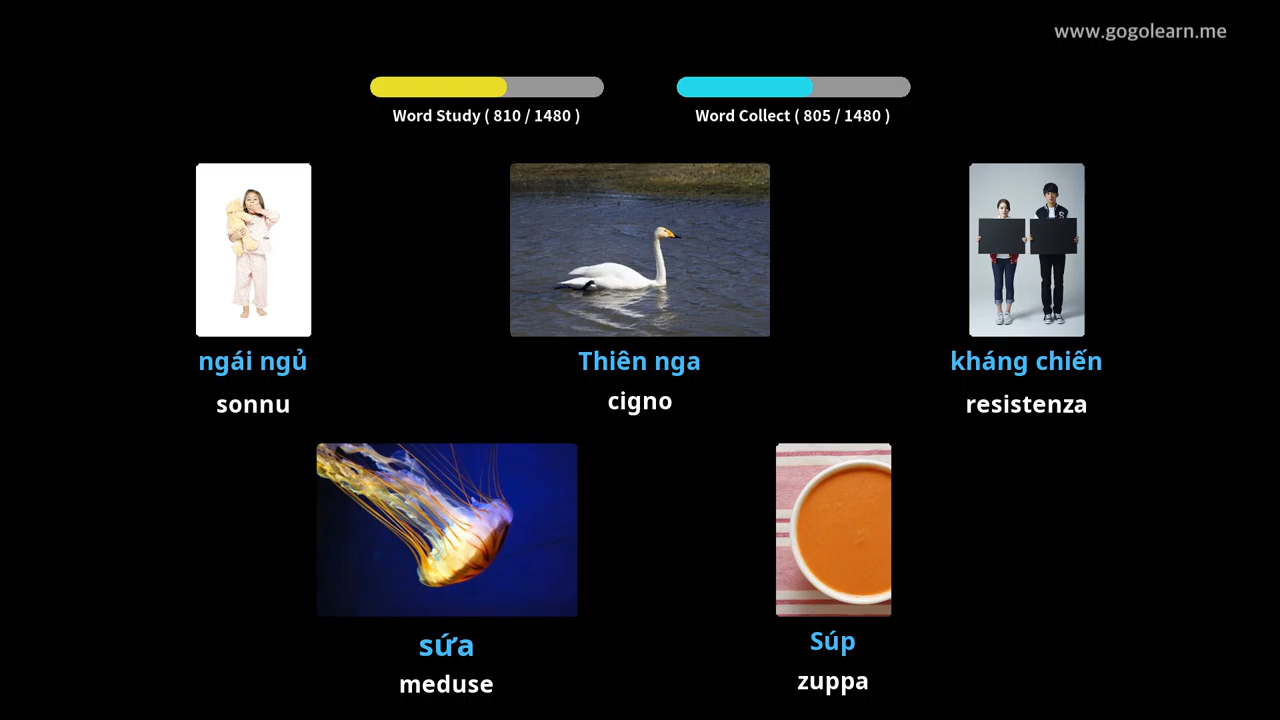 www.gogolearn.me
Word Study ( 810 / 1480 )
Word Collect ( 805 / 1480 )
ngái ngủ
sonnu
Thiên nga
cigno
kháng chiến
resistenza
sứa
meduse
Súp
zuppa